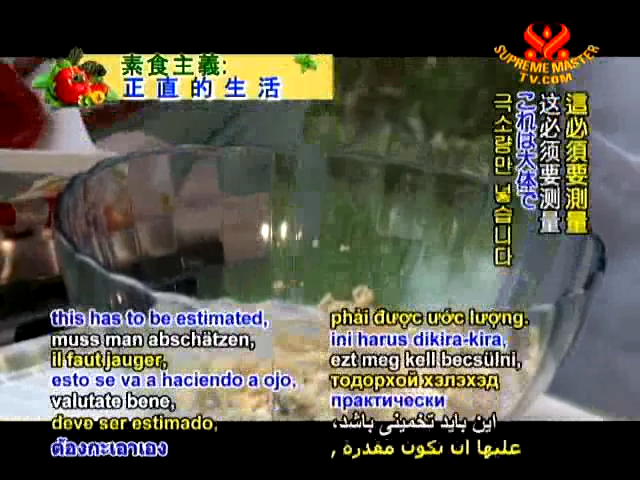 素食主義:
正直的生活
SUPREME MASTER
TV.COM
這必須要測量
这必须要测量
これは大体で
극소량만 넣습니다
this has to be estimated,
muss man abschätzen,
il faut jauger,
esto se va a haciendo a ojo,
valutate bene,
deve ser estimado,
ต้องกะเลาเอง
phải được ước lượng.
ini harus dikira-kira,
ezt meg kell becsülni,
тодорхой хэлэхэд
практически
این باید تخمینی باشد،
عليها ان تكون مقدرة ,